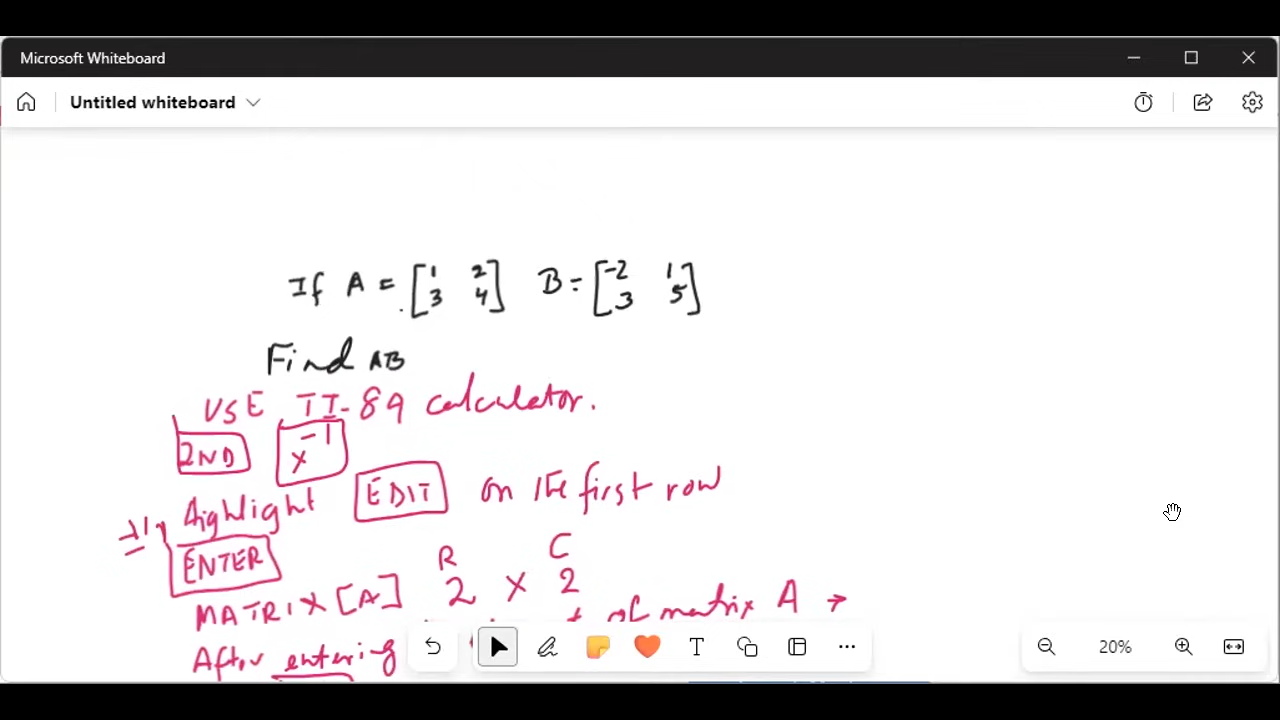 Microsoft Whiteboard
Untitled whiteboard
If A = [1 2 B = [-2 1
3 4] 3 5]
Find AB
USE TI-89 calculator.
2ND x^-1
Highlight EDIT on the first row
ENTER
R C
MATRIX [A] 2 x 2
After entering of matrix A →
20%